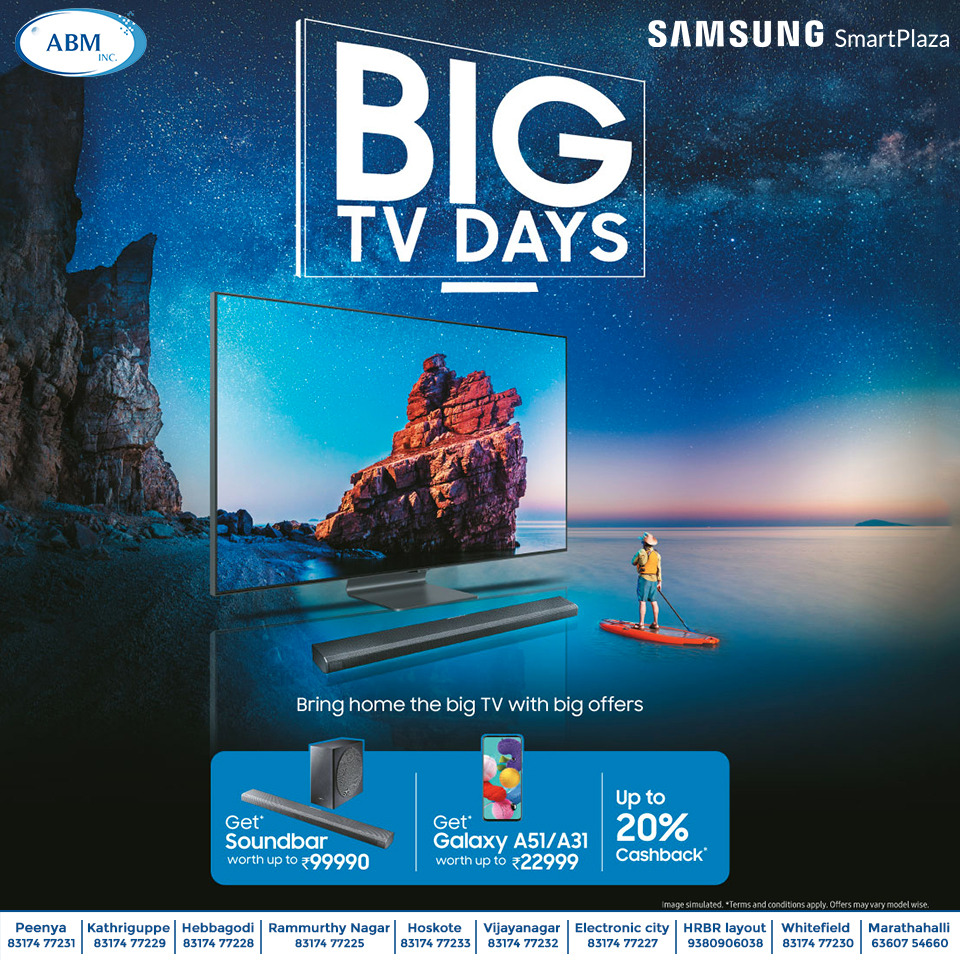 ABM
INC.
SAMSUNG SmartPlaza
BIG
TV DAYS
Bring home the big TV with big offers
Get*
Soundbar
worth up to ₹99990
Get*
Galaxy A51/A31
worth up to ₹22999
Up to
20%
Cashback*
Image simulated. *Terms and conditions apply. Offers may vary model wise.
Peenya
83174 77231
Kathriguppe
83174 77229
Hebbagodi
83174 77228
Rammurthy Nagar
83174 77225
Hoskote
83174 77233
Vijayanagar
83174 77232
Electronic city
83174 77227
HRBR layout
9380906038
Whitefield
83174 77230
Marathahalli
63607 54660